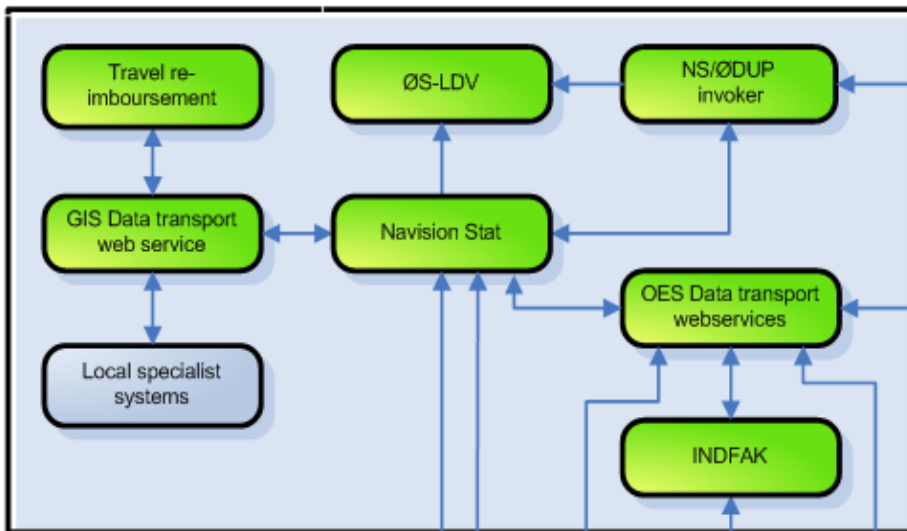 Travel re-
imboursement
ØS-LDV
NS/ØDUP
invoker
GIS Data transport
web service
Navision Stat
OES Data transport
webservices
Local specialist
systems
INDFAK